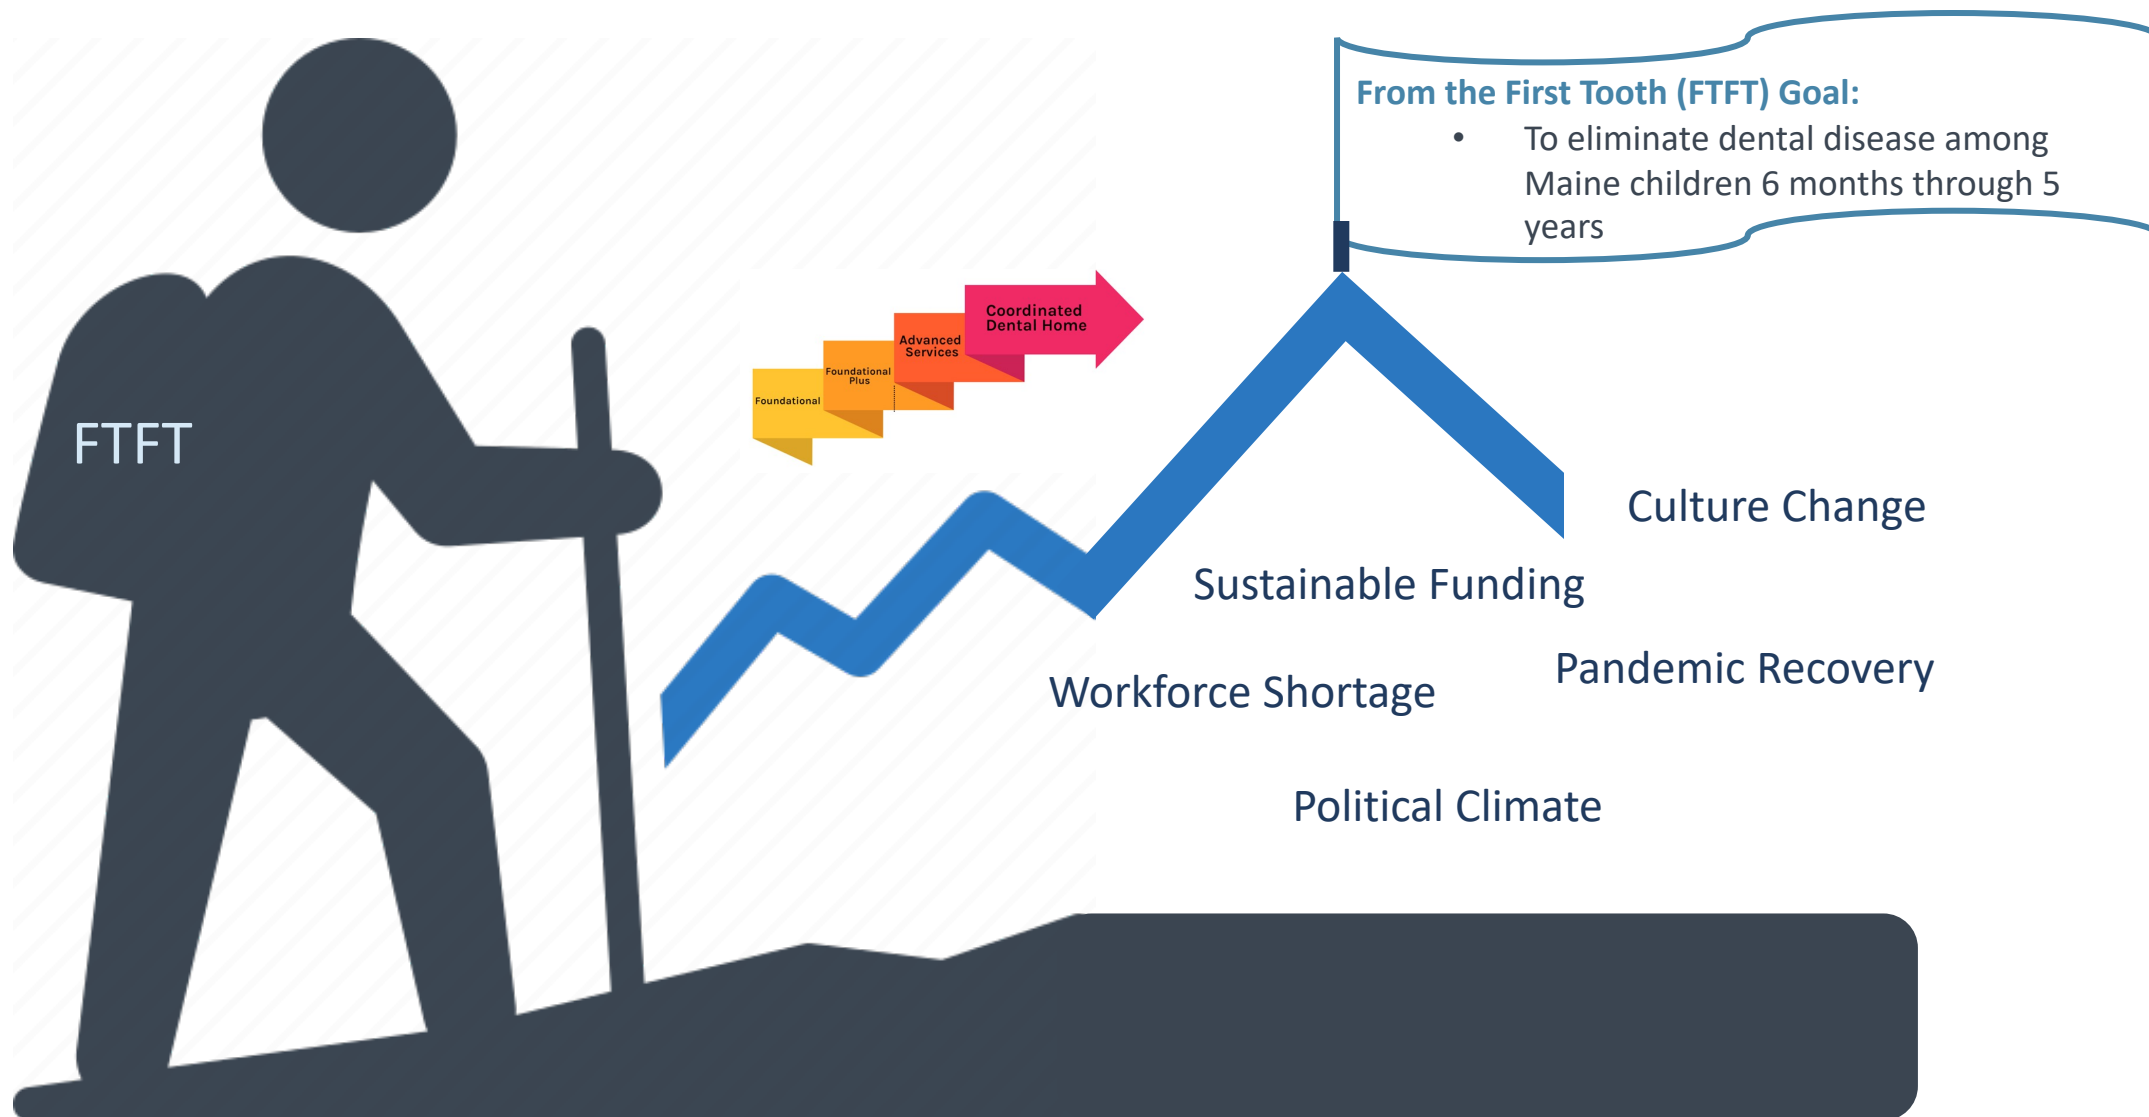 From the First Tooth (FTFT) Goal:
• To eliminate dental disease among
Maine children 6 months through 5
years
Coordinated
Dental Home
Advanced
Services
Foundational
Plus
Foundational
FTFT
Culture Change
Sustainable Funding
Pandemic Recovery
Workforce Shortage
Political Climate